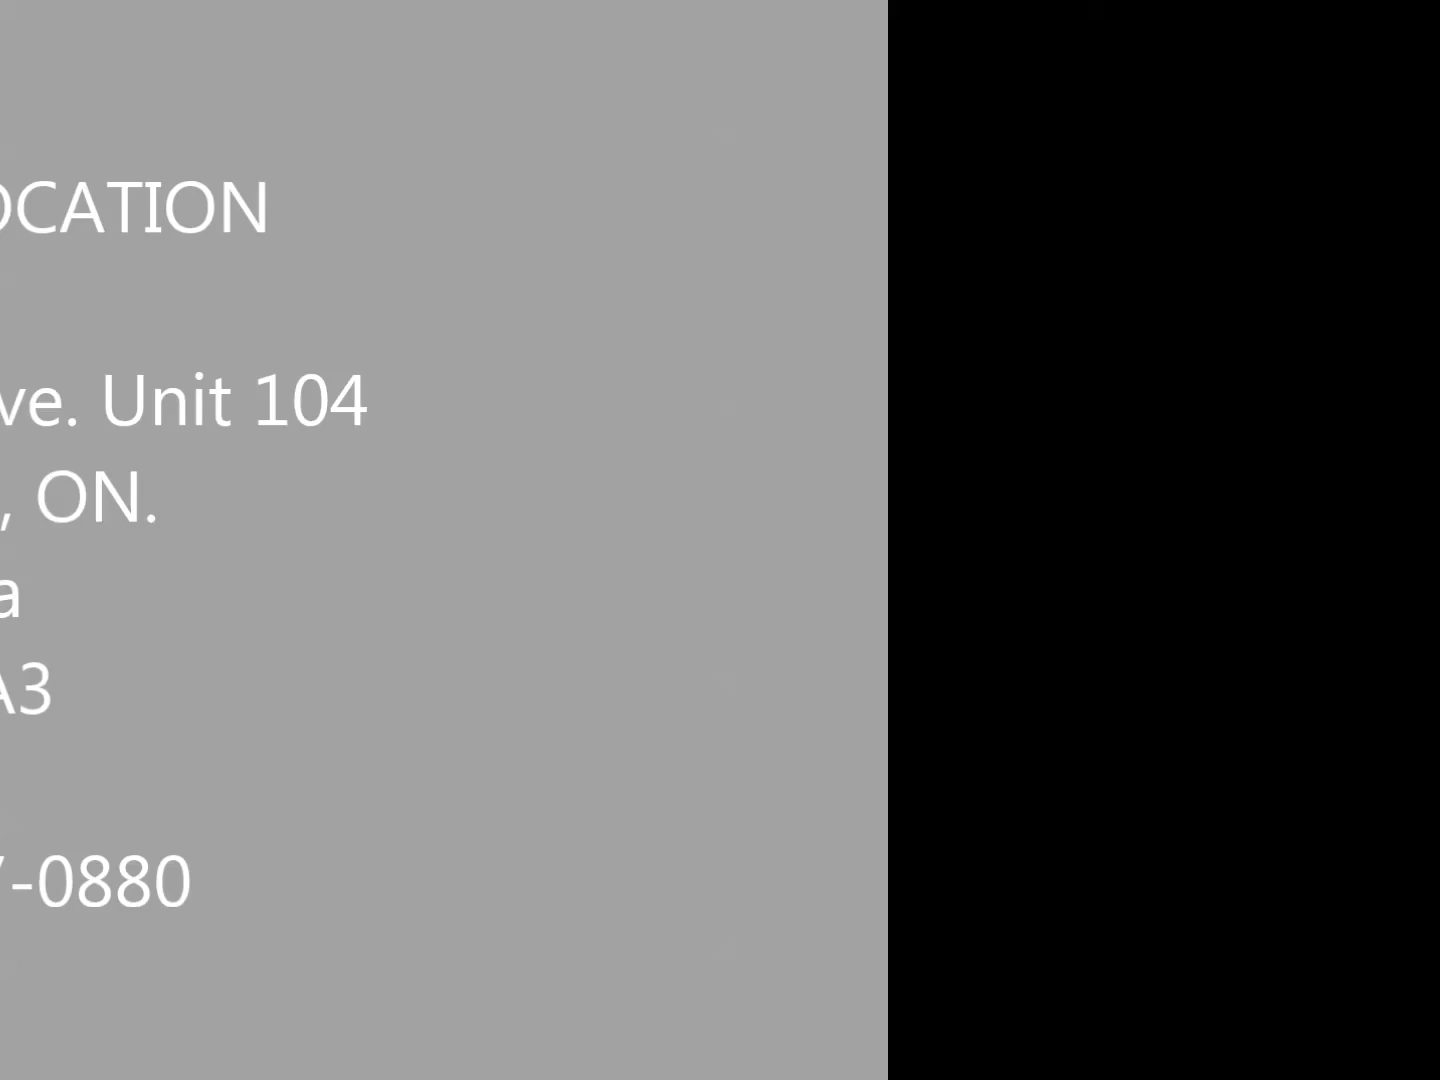 OCATION
ve. Unit 104
, ON.
a
A3
-0880